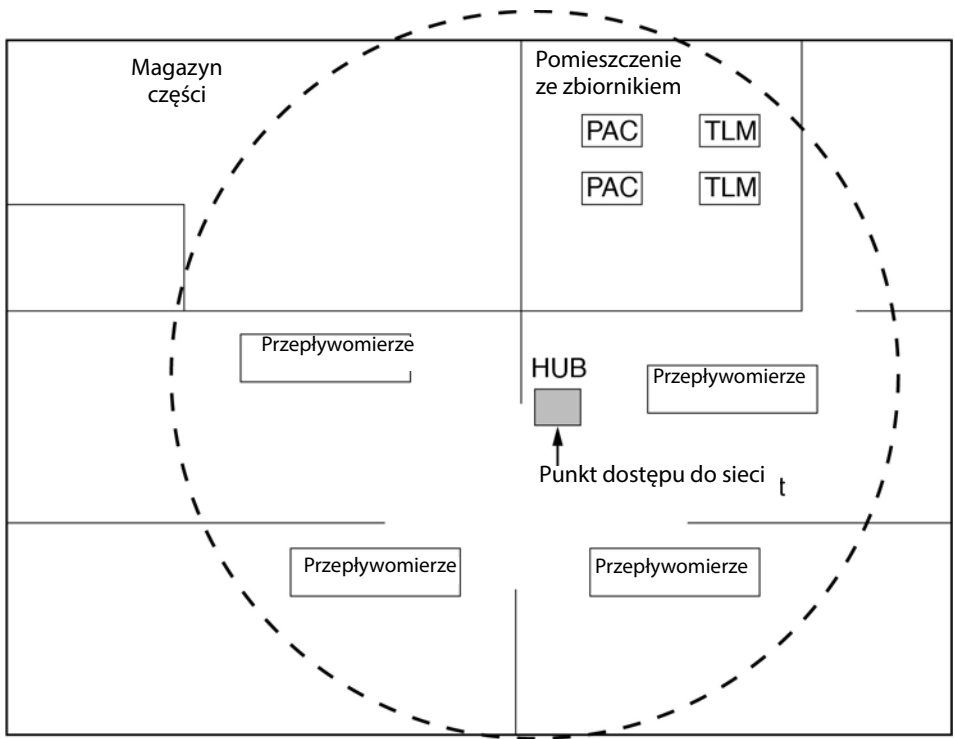 Magazyn
części
Pomieszczenie
ze zbiornikiem
PAC TLM
PAC TLM
Przepływomierze
HUB
Przepływomierze
Punkt dostępu do sieci t
Przepływomierze
Przepływomierze